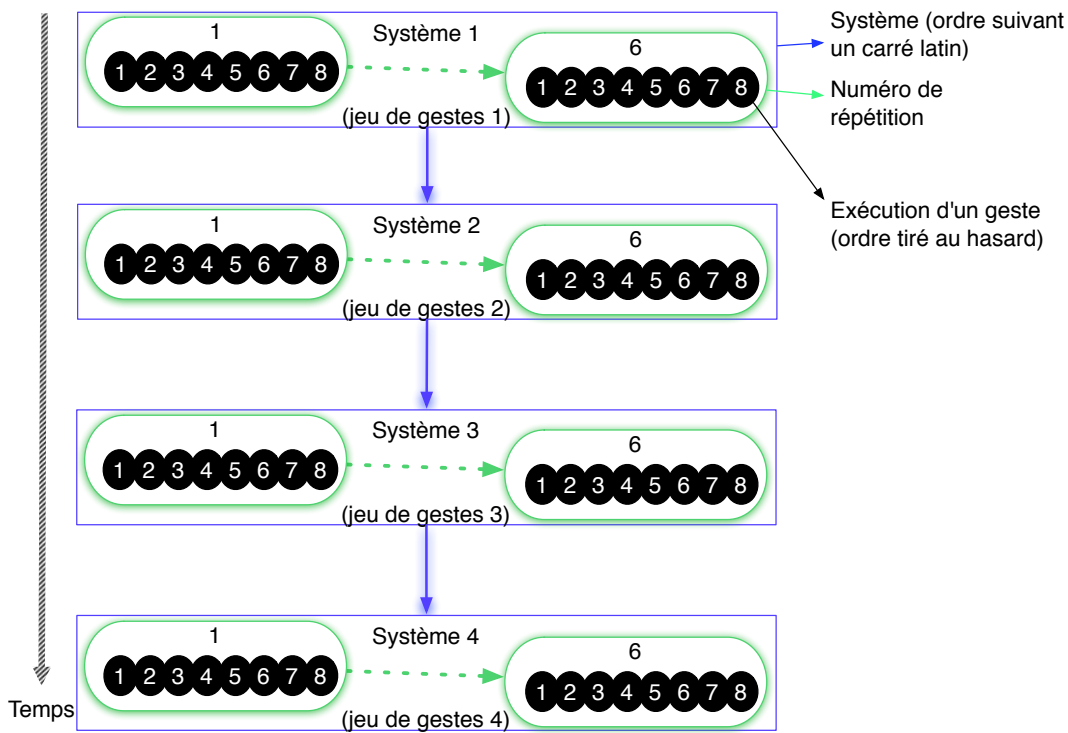 1
Système 1
6
1 2 3 4 5 6 7 8
1 2 3 4 5 6 7 8
(jeu de gestes 1)
Système (ordre suivant
un carré latin)
Numéro de
répétition
Exécution d'un geste
(ordre tiré au hasard)
1
Système 2
6
1 2 3 4 5 6 7 8
1 2 3 4 5 6 7 8
(jeu de gestes 2)
1
Système 3
6
1 2 3 4 5 6 7 8
1 2 3 4 5 6 7 8
(jeu de gestes 3)
1
Système 4
6
1 2 3 4 5 6 7 8
1 2 3 4 5 6 7 8
(jeu de gestes 4)
Temps